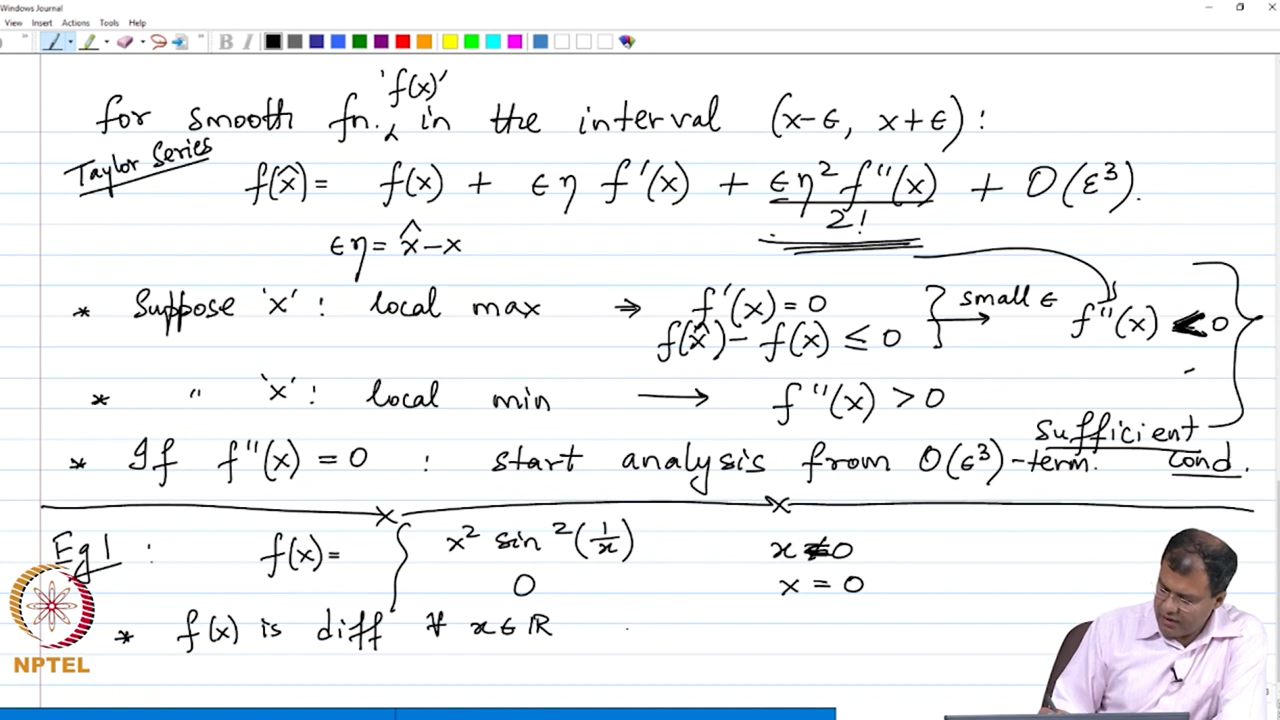 Windows Journal
View Insert Actions Tools Help
B I
'f(x)'
for smooth fn. ^ in the interval (x-ϵ, x+ϵ):
Taylor Series
f(x̂) = f(x) + ϵη f'(x) + ϵη² f''(x) / 2! + O(ε³).
ϵη = x̂ - x
* Suppose 'x' : local max ⇒ f'(x) = 0
f(x̂) - f(x) ≤ 0 } → small ϵ f''(x) < 0
* " 'x' : local min → f''(x) > 0
sufficient cond.
* If f''(x) = 0 : start analysis from O(ϵ³)-term.
Eg1 : f(x) = { x² sin²(1/x) x ≠ 0
0 x = 0
* f(x) is diff ∀ x ∈ ℝ
NPTEL